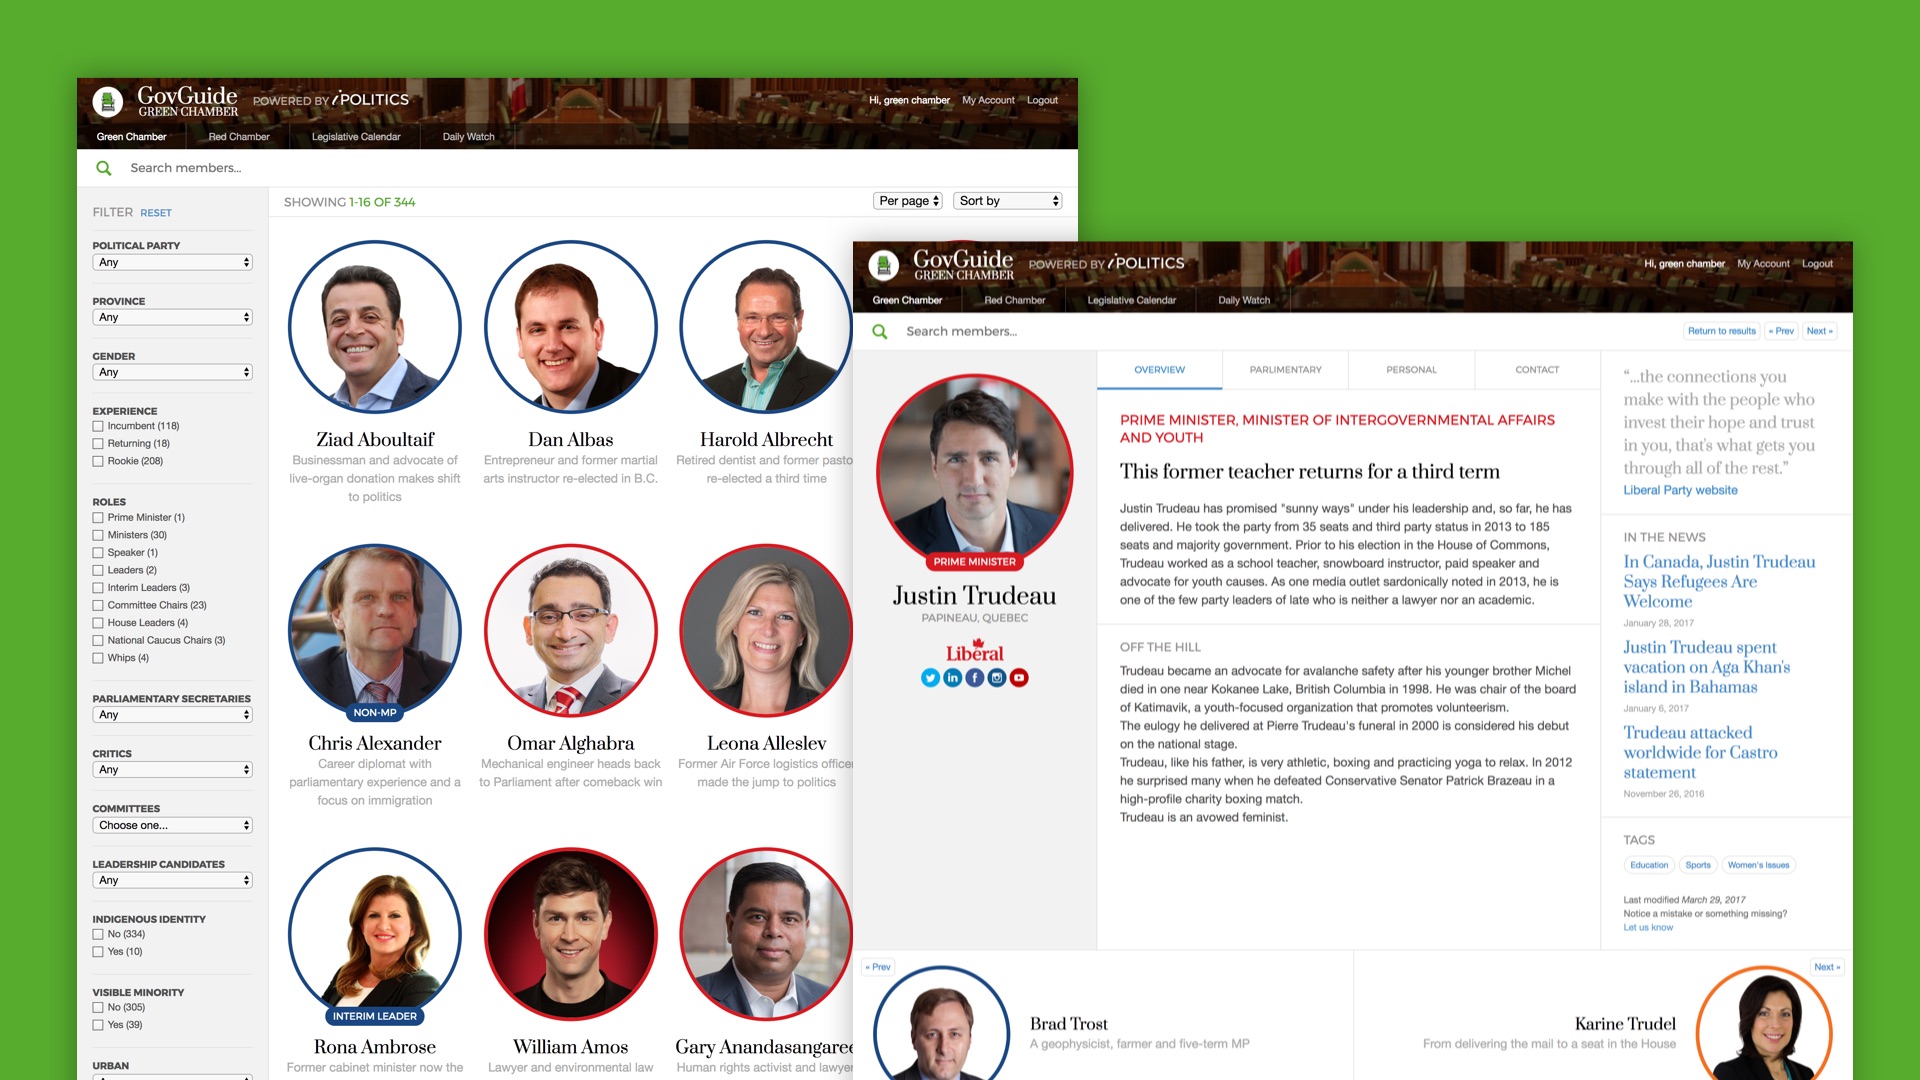 GovGuide
GREEN CHAMBER
POWERED BY iPOLITICS
Hi, green chamber
My Account
Logout
Green Chamber
Red Chamber
Legislative Calendar
Daily Watch
Search members...
FILTER RESET
POLITICAL PARTY
Any
PROVINCE
Any
GENDER
Any
EXPERIENCE
Incumbent (118)
Returning (18)
Rookie (208)
ROLES
Prime Minister (1)
Ministers (30)
Speaker (1)
Leaders (2)
Interim Leaders (3)
Committee Chairs (23)
House Leaders (4)
National Caucus Chairs (3)
Whips (4)
PARLIAMENTARY SECRETARIES
Any
CRITICS
Any
COMMITTEES
Choose one...
LEADERSHIP CANDIDATES
Any
INDIGENOUS IDENTITY
No (334)
Yes (10)
VISIBLE MINORITY
No (305)
Yes (39)
URBAN
SHOWING 1-16 OF 344
Per page
Sort by
Ziad Aboultaif
Businessman and advocate of
live-organ donation makes shift
to politics
Dan Albas
Entrepreneur and former martial
arts instructor re-elected in B.C.
Harold Albrecht
Retired dentist and former pasto
re-elected a third time
NON-MP
Chris Alexander
Career diplomat with
parliamentary experience and a
focus on immigration
Omar Alghabra
Mechanical engineer heads back
to Parliament after comeback win
Leona Alleslev
Former Air Force logistics officer
made the jump to politics
INTERIM LEADER
Rona Ambrose
Former cabinet minister now the
William Amos
Lawyer and environmental law
Gary Anandasangaree
Human rights activist and lawyer
GovGuide
GREEN CHAMBER
POWERED BY iPOLITICS
Hi, green chamber
My Account
Logout
Green Chamber
Red Chamber
Legislative Calendar
Daily Watch
Search members...
Return to results
« Prev
Next »
PRIME MINISTER
Justin Trudeau
PAPINEAU, QUEBEC
Liberal
OVERVIEW
PARLIMENTARY
PERSONAL
CONTACT
PRIME MINISTER, MINISTER OF INTERGOVERNMENTAL AFFAIRS
AND YOUTH
This former teacher returns for a third term
Justin Trudeau has promised "sunny ways" under his leadership and, so far, he has
delivered. He took the party from 35 seats and third party status in 2013 to 185
seats and majority government. Prior to his election in the House of Commons,
Trudeau worked as a school teacher, snowboard instructor, paid speaker and
advocate for youth causes. As one media outlet sardonically noted in 2013, he is
one of the few party leaders of late who is neither a lawyer nor an academic.
OFF THE HILL
Trudeau became an advocate for avalanche safety after his younger brother Michel
died in one near Kokanee Lake, British Columbia in 1998. He was chair of the board
of Katimavik, a youth-focused organization that promotes volunteerism.
The eulogy he delivered at Pierre Trudeau's funeral in 2000 is considered his debut
on the national stage.
Trudeau, like his father, is very athletic, boxing and practicing yoga to relax. In 2012
he surprised many when he defeated Conservative Senator Patrick Brazeau in a
high-profile charity boxing match.
Trudeau is an avowed feminist.
“...the connections you
make with the people who
invest their hope and trust
in you, that's what gets you
through all of the rest.”
Liberal Party website
IN THE NEWS
In Canada, Justin Trudeau
Says Refugees Are
Welcome
January 28, 2017
Justin Trudeau spent
vacation on Aga Khan's
island in Bahamas
January 6, 2017
Trudeau attacked
worldwide for Castro
statement
November 26, 2016
TAGS
Education
Sports
Women's Issues
Last modified March 29, 2017
Notice a mistake or something missing?
Let us know
« Prev
Brad Trost
A geophysicist, farmer and five-term MP
Next »
Karine Trudel
From delivering the mail to a seat in the House